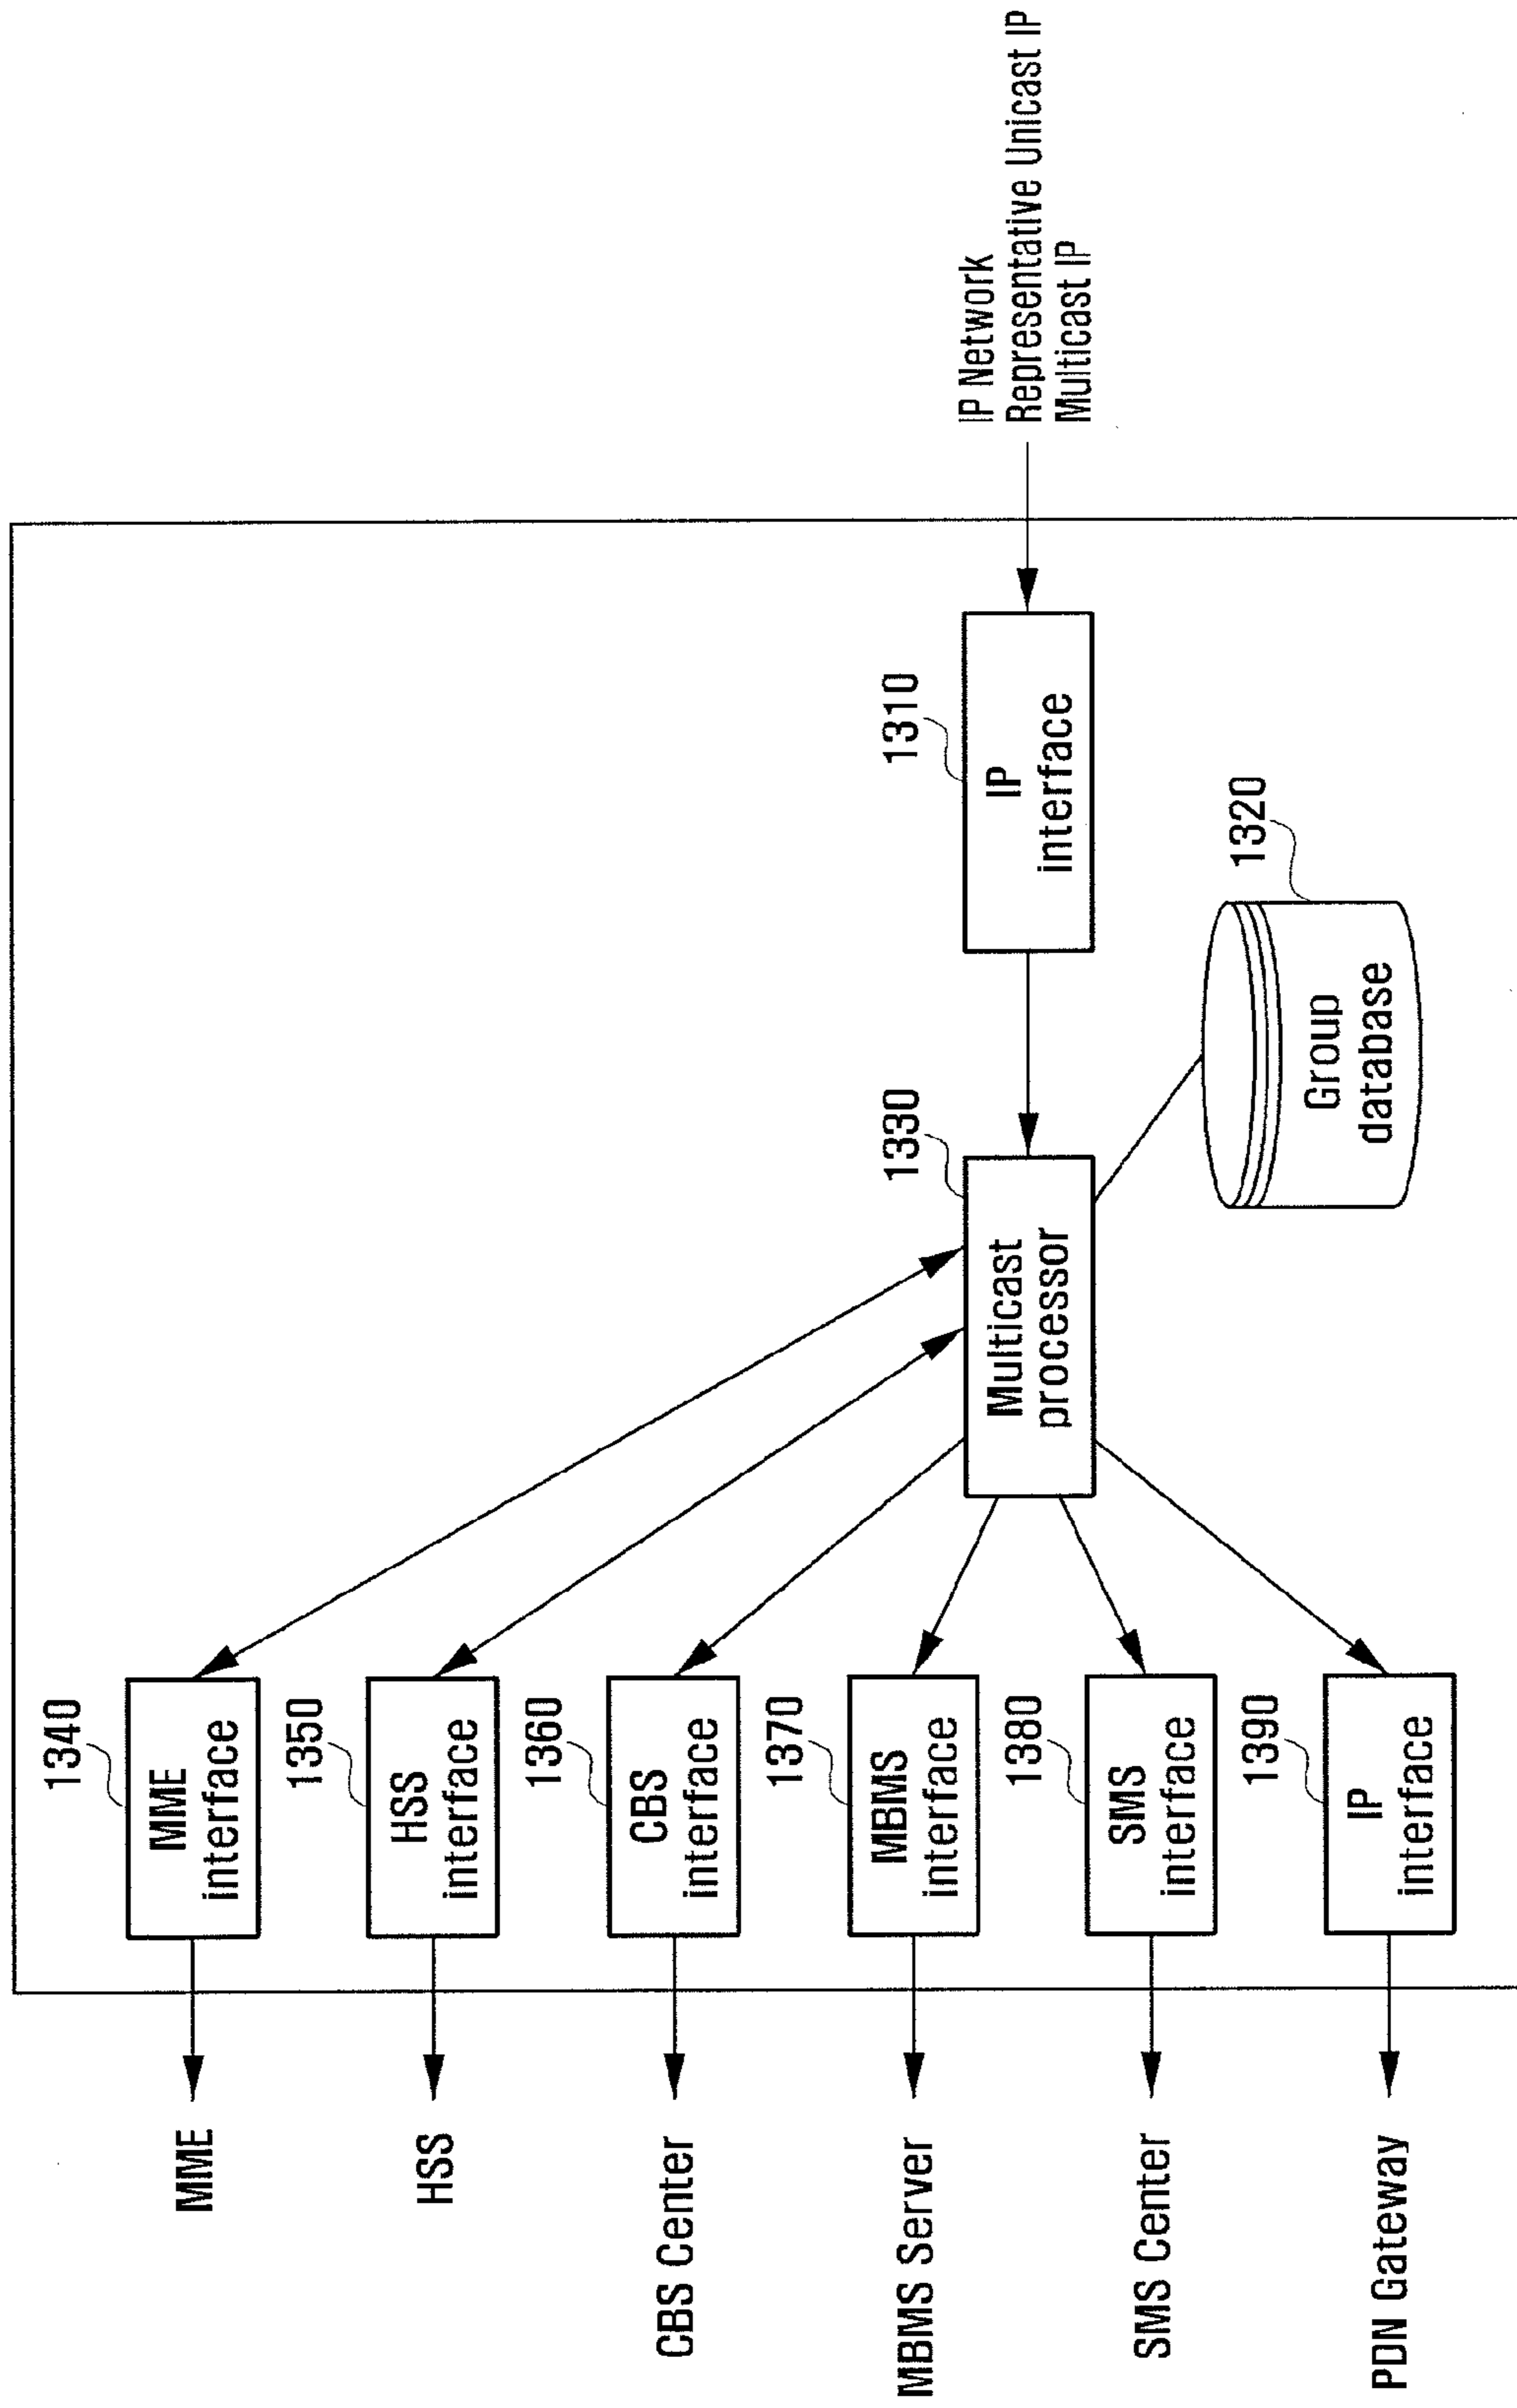 IP Network
Representative Unicast IP
Multicast IP
1310
IP
interface
1320
Group
database
1330
Multicast
processor
1340
MME
interface
MME
1350
HSS
interface
HSS
1360
CBS
interface
CBS Center
1370
MBMS
interface
MBMS Server
1380
SMS
interface
SMS Center
1390
IP
interface
PDN Gateway